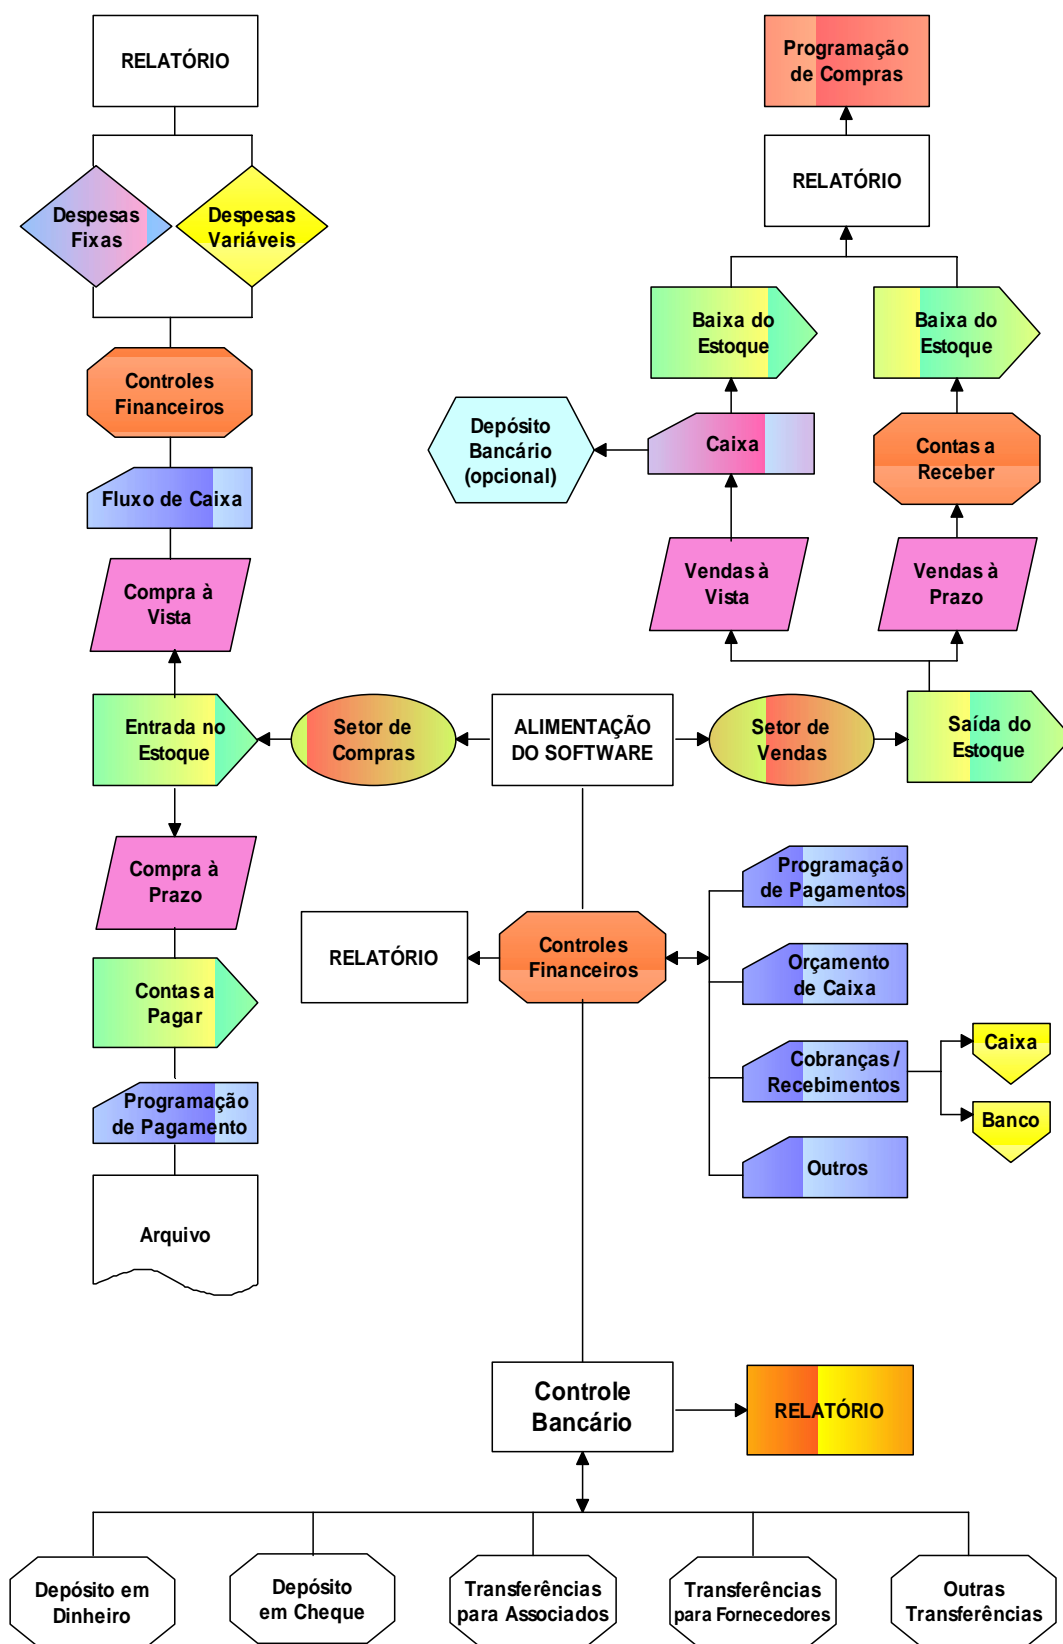 RELATÓRIO
Programação
de Compras
RELATÓRIO
Despesas
Fixas
Despesas
Variáveis
Baixa do
Estoque
Baixa do
Estoque
Controles
Financeiros
Depósito
Bancário
(opcional)
Caixa
Contas a
Receber
Fluxo de Caixa
Compra à
Vista
Vendas à
Vista
Vendas à
Prazo
Entrada no
Estoque
Setor de
Compras
ALIMENTAÇÃO
DO SOFTWARE
Setor de
Vendas
Saída do
Estoque
Compra à
Prazo
Programação
de Pagamentos
RELATÓRIO
Controles
Financeiros
Orçamento
de Caixa
Contas a
Pagar
Cobranças /
Recebimentos
Caixa
Banco
Programação
de Pagamento
Outros
Arquivo
Controle
Bancário
RELATÓRIO
Depósito em
Dinheiro
Depósito
em Cheque
Transferências
para Associados
Transferências
para Fornecedores
Outras
Transferências